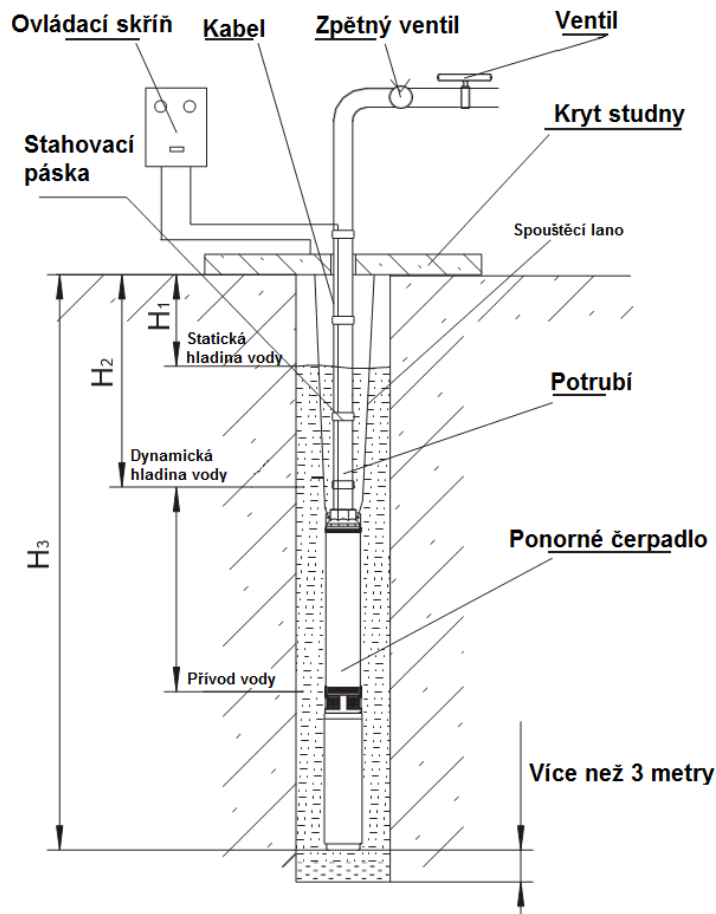 Ovládací skříň
Kabel
Zpětný ventil
Ventil
Kryt studny
Stahovací
páska
Spouštěcí lano
H1
Statická
hladina vody
H2
Potrubí
Dynamická
hladina vody
H3
Ponorné čerpadlo
Přívod vody
Více než 3 metry